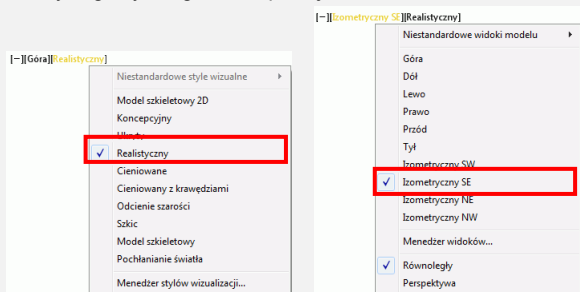 [−][Góra][Realistyczny]
Niestandardowe style wizualne
Model szkieletowy 2D
Koncepcyjny
Ukryty
Realistyczny
Cieniowane
Cieniowany z krawędziami
Odcienie szarości
Szkic
Model szkieletowy
Pochłanianie światła
Menedżer stylów wizualizacji...
[−][Izometryczny SE][Realistyczny]
Niestandardowe widoki modelu
Góra
Dół
Lewo
Prawo
Przód
Tył
Izometryczny SW
Izometryczny SE
Izometryczny NE
Izometryczny NW
Menedżer widoków...
Równoległy
Perspektywa